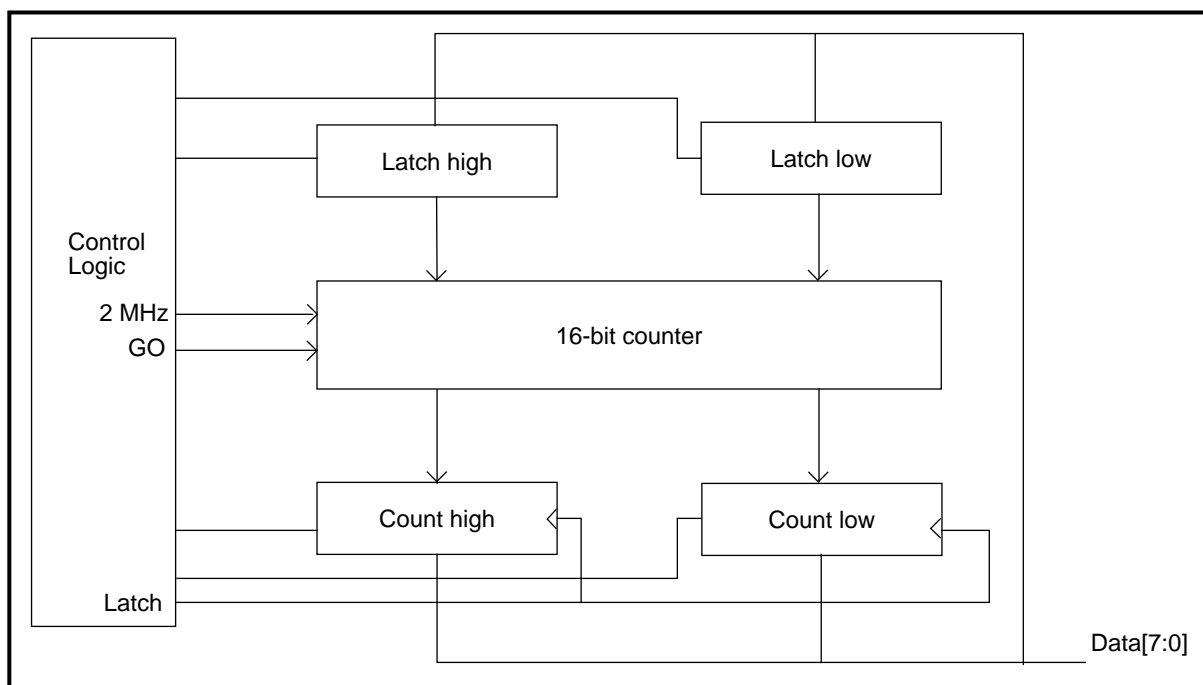 Latch high
Latch low
Control
Logic
2 MHz
GO
16-bit counter
Count high
Count low
Latch
Data[7:0]